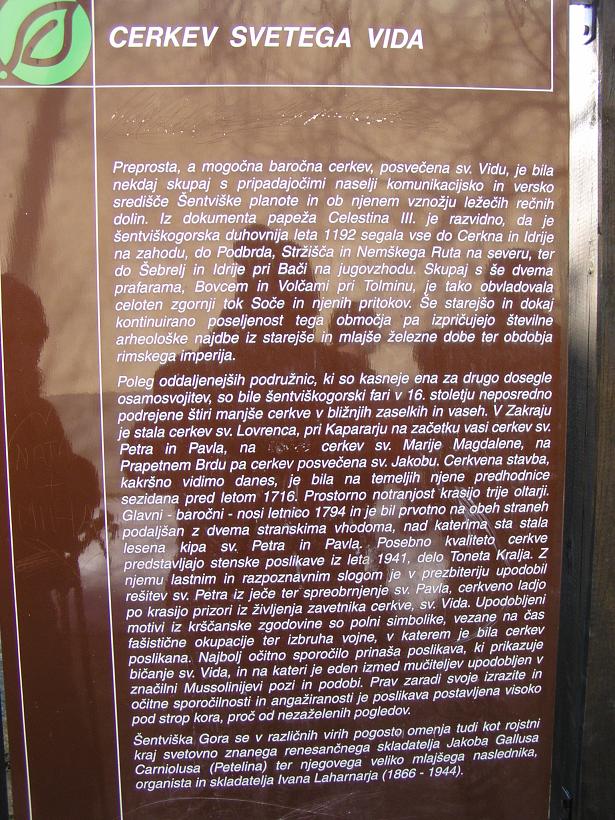 CERKEV SVETEGA VIDA
Preprosta, a mogočna baročna cerkev, posvečena sv. Vidu, je bila
nekdaj skupaj s pripadajočimi naselji komunikacijsko in versko
središče Šentviške planote in ob njenem vznožju ležečih rečnih
dolin. Iz dokumenta papeža Celestina III. je razvidno, da je
šentviškogorska duhovnija leta 1192 segala vse do Cerkna in Idrije
na zahodu, do Podbrda, Stržišča in Nemškega Ruta na severu, ter
do Šebrelj in Idrije pri Bači na jugovzhodu. Skupaj s še dvema
prafarama, Bovcem in Volčami pri Tolminu, je tako obvladovala
celoten zgornji tok Soče in njenih pritokov. Še starejšo in dokaj
kontinuirano poseljenost tega območja pa izpričujejo številne
arheološke najdbe iz starejše in mlajše železne dobe ter obdobja
rimskega imperija.
Poleg oddaljenejših podružnic, ki so kasneje ena za drugo dosegle
osamosvojitev, so bile šentviškogorski fari v 16. stoletju neposredno
podrejene štiri manjše cerkve v bližnjih zaselkih in vaseh. V Zakraju
je stala cerkev sv. Lovrenca, pri Kapararju na začetku vasi cerkev sv.
Petra in Pavla, na cerkev sv. Marije Magdalene, na
Prapetnem Brdu pa cerkev posvečena sv. Jakobu. Cerkvena stavba,
kakršno vidimo danes, je bila na temeljih njene predhodnice
sezidana pred letom 1716. Prostorno notranjost krasijo trije oltarji.
Glavni - baročni - nosi letnico 1794 in je bil prvotno na obeh straneh
podaljšan z dvema stranskima vhodoma, nad katerima sta stala
lesena kipa sv. Petra in Pavla. Posebno kvaliteto cerkve
predstavljajo stenske poslikave iz leta 1941, delo Toneta Kralja. Z
njemu lastnim in razpoznavnim slogom je v prezbiteriju upodobil
rešitev sv. Petra iz ječe ter spreobrnjenje sv. Pavla, cerkveno ladjo
po krasijo prizori iz življenja zavetnika cerkve, sv. Vida. Upodobljeni
motivi iz krščanske zgodovine so polni simbolike, vezane na čas
fašistične okupacije ter izbruha vojne, v katerem je bila cerkev
poslikana. Najbolj očitno sporočilo prinaša poslikava, ki prikazuje
bičanje sv. Vida, in na kateri je eden izmed mučiteljev upodobljen v
značilni Mussolinijevi pozi in podobi. Prav zaradi svoje izrazite in
očitne sporočilnosti in angažiranosti je poslikava postavljena visoko
pod strop kora, proč od nezaželenih pogledov.
Šentviška Gora se v različnih virih pogosto omenja tudi kot rojstni
kraj svetovno znanega renesančnega skladatelja Jakoba Gallusa
Carniolusa (Petelina) ter njegovega veliko mlajšega naslednika,
organista in skladatelja Ivana Laharnarja (1866 - 1944).